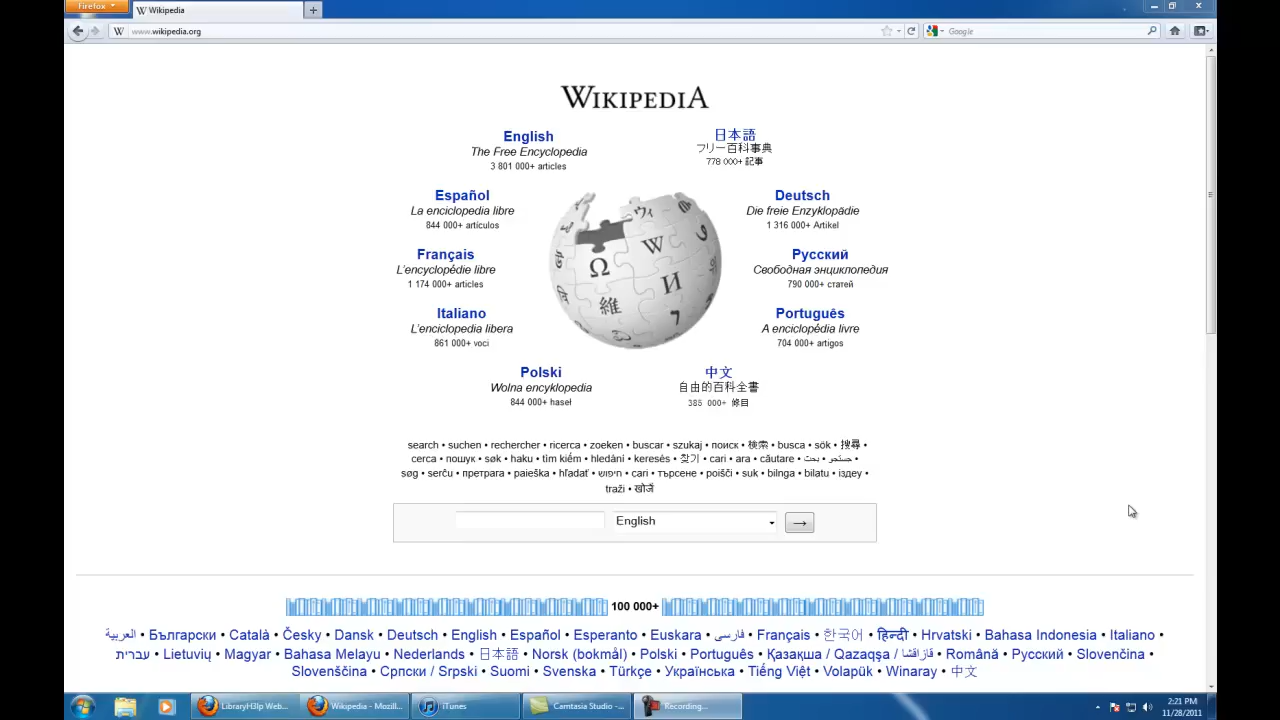 Firefox
Wikipedia
www.wikipedia.org
Google
WIKIPEDIA
English
The Free Encyclopedia
3 801 000+ articles
日本語
フリー百科事典
778 000+ 記事
Español
La enciclopedia libre
844 000+ artículos
Deutsch
Die freie Enzyklopädie
1 316 000+ Artikel
Français
L'encyclopédie libre
1 174 000+ articles
Русский
Свободная энциклопедия
790 000+ статей
Italiano
L'enciclopedia libera
861 000+ voci
Português
A enciclopédia livre
704 000+ artigos
Polski
Wolna encyklopedia
844 000+ haseł
中文
自由的百科全書
385 000+ 條目
search • suchen • rechercher • ricerca • zoeken • buscar • szukaj • поиск • 検索 • busca • sök • 搜尋 •
cerca • пошук • søk • haku • tìm kiếm • hledání • keresés • 찾기 • cari • ara • căutare • بحث • جستجو •
søg • serĉu • претрага • paieška • hľadať • חיפוש • cari • търсене • poišči • suk • bilnga • bilatu • іздеу •
traži • खोजें
English
→
100 000+
العربية • Български • Català • Česky • Dansk • Deutsch • English • Español • Esperanto • Euskara • فارسی • Français • 한국어 • हिन्दी • Hrvatski • Bahasa Indonesia • Italiano •
עברית • Lietuvių • Magyar • Bahasa Melayu • Nederlands • 日本語 • Norsk (bokmål) • Polski • Português • Қазақша / Qazaqşa / قازاقشا • Română • Русский • Slovenčina •
Slovenščina • Српски / Srpski • Suomi • Svenska • Türkçe • Українська • Tiếng Việt • Volapük • Winaray • 中文
LibraryH3lp Web... Wikipedia - Mozill... iTunes Camtasia Studio -... Recording...
2:21 PM
11/28/2011